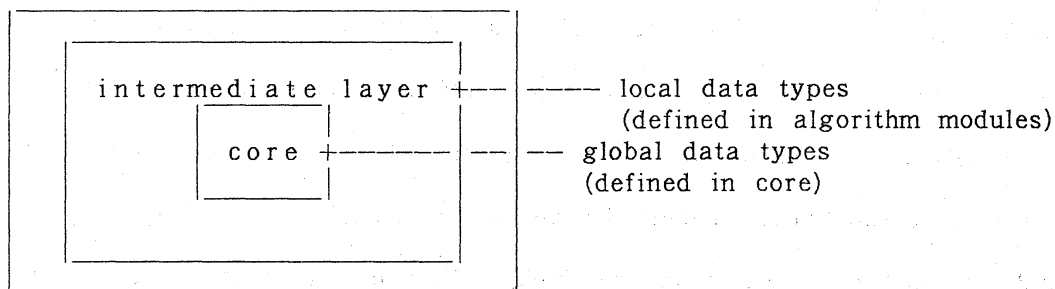 intermediate layer
local data types
(defined in algorithm modules)
core
global data types
(defined in core)